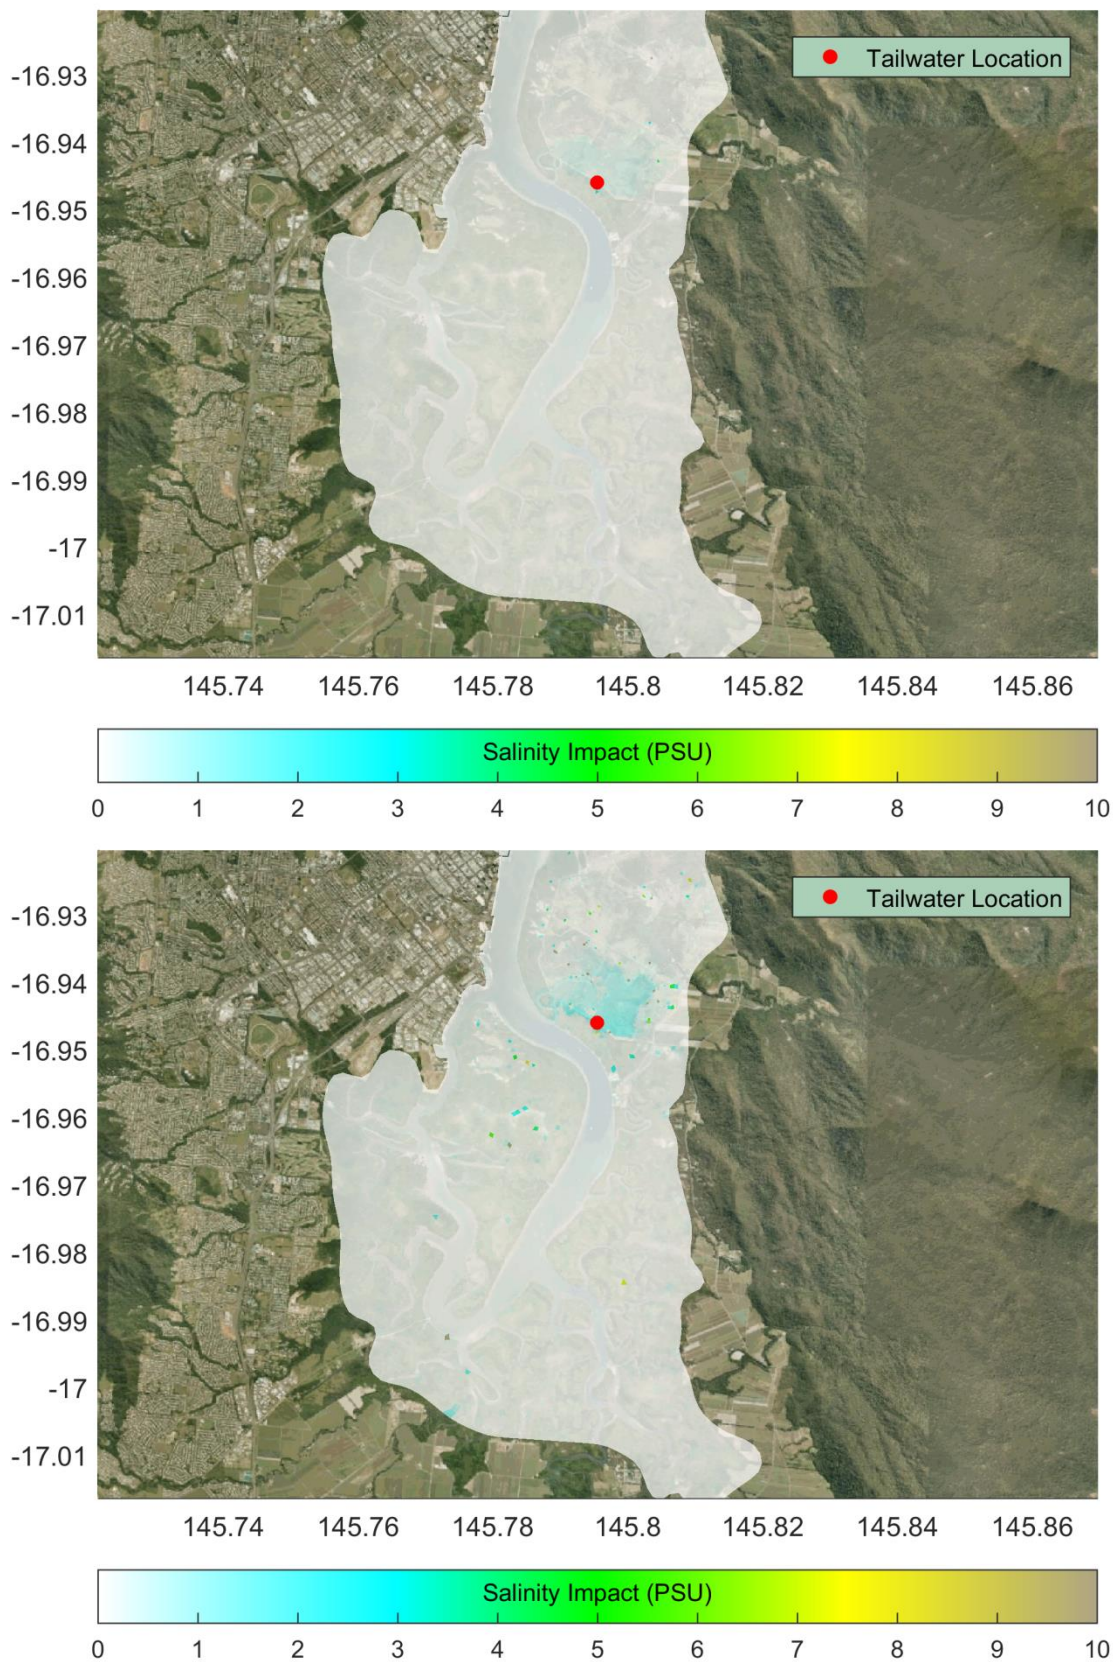 Tailwater Location
-16.93
-16.94
-16.95
-16.96
-16.97
-16.98
-16.99
-17
-17.01
145.74 145.76 145.78 145.8 145.82 145.84 145.86
Salinity Impact (PSU)
0 1 2 3 4 5 6 7 8 9 10
Tailwater Location
-16.93
-16.94
-16.95
-16.96
-16.97
-16.98
-16.99
-17
-17.01
145.74 145.76 145.78 145.8 145.82 145.84 145.86
Salinity Impact (PSU)
0 1 2 3 4 5 6 7 8 9 10